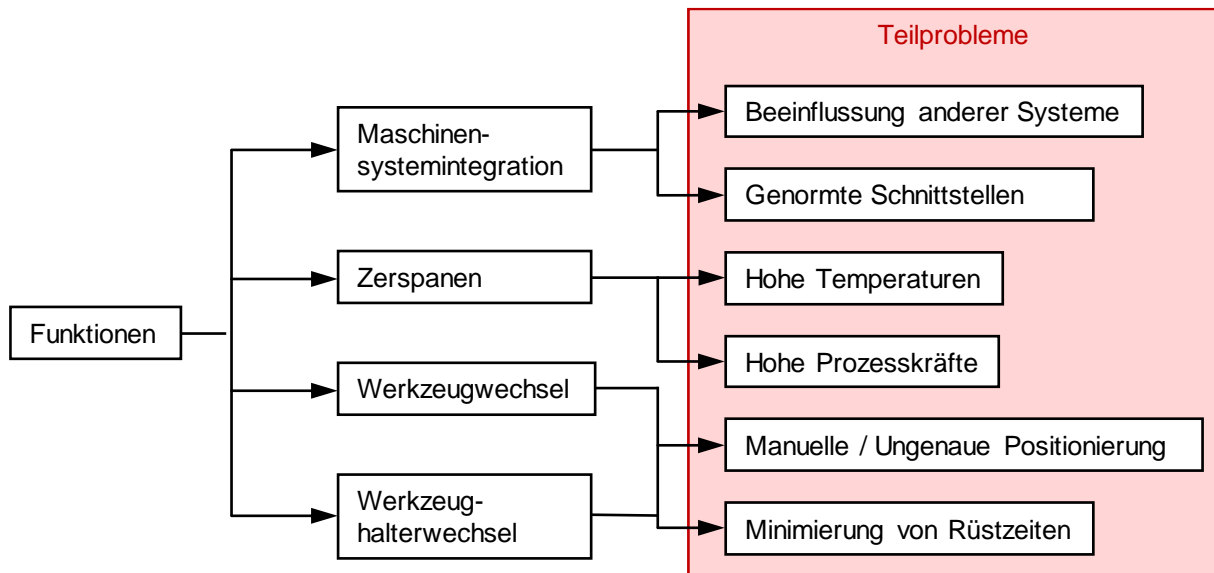 Teilprobleme
Beeinflussung anderer Systeme
Maschinen-
systemintegration
Genormte Schnittstellen
Zerspanen
Hohe Temperaturen
Funktionen
Hohe Prozesskräfte
Werkzeugwechsel
Manuelle / Ungenaue Positionierung
Werkzeug-
halterwechsel
Minimierung von Rüstzeiten